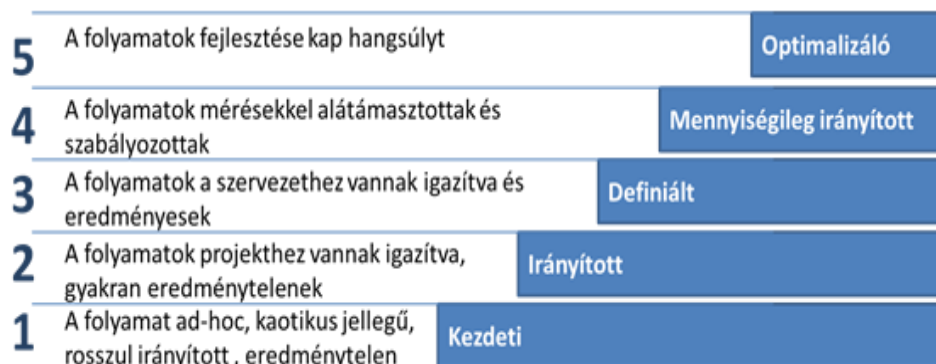 5
A folyamatok fejlesztése kap hangsúlyt
Optimalizáló
4
A folyamatok mérésekkel alátámasztottak és
szabályozottak
Mennyiségileg irányított
3
A folyamatok a szervezethez vannak igazítva és
eredményesek
Definiált
2
A folyamatok projekthez vannak igazítva,
gyakran eredménytelenek
Irányított
1
A folyamat ad-hoc, kaotikus jellegű,
rosszul irányított , eredménytelen
Kezdeti